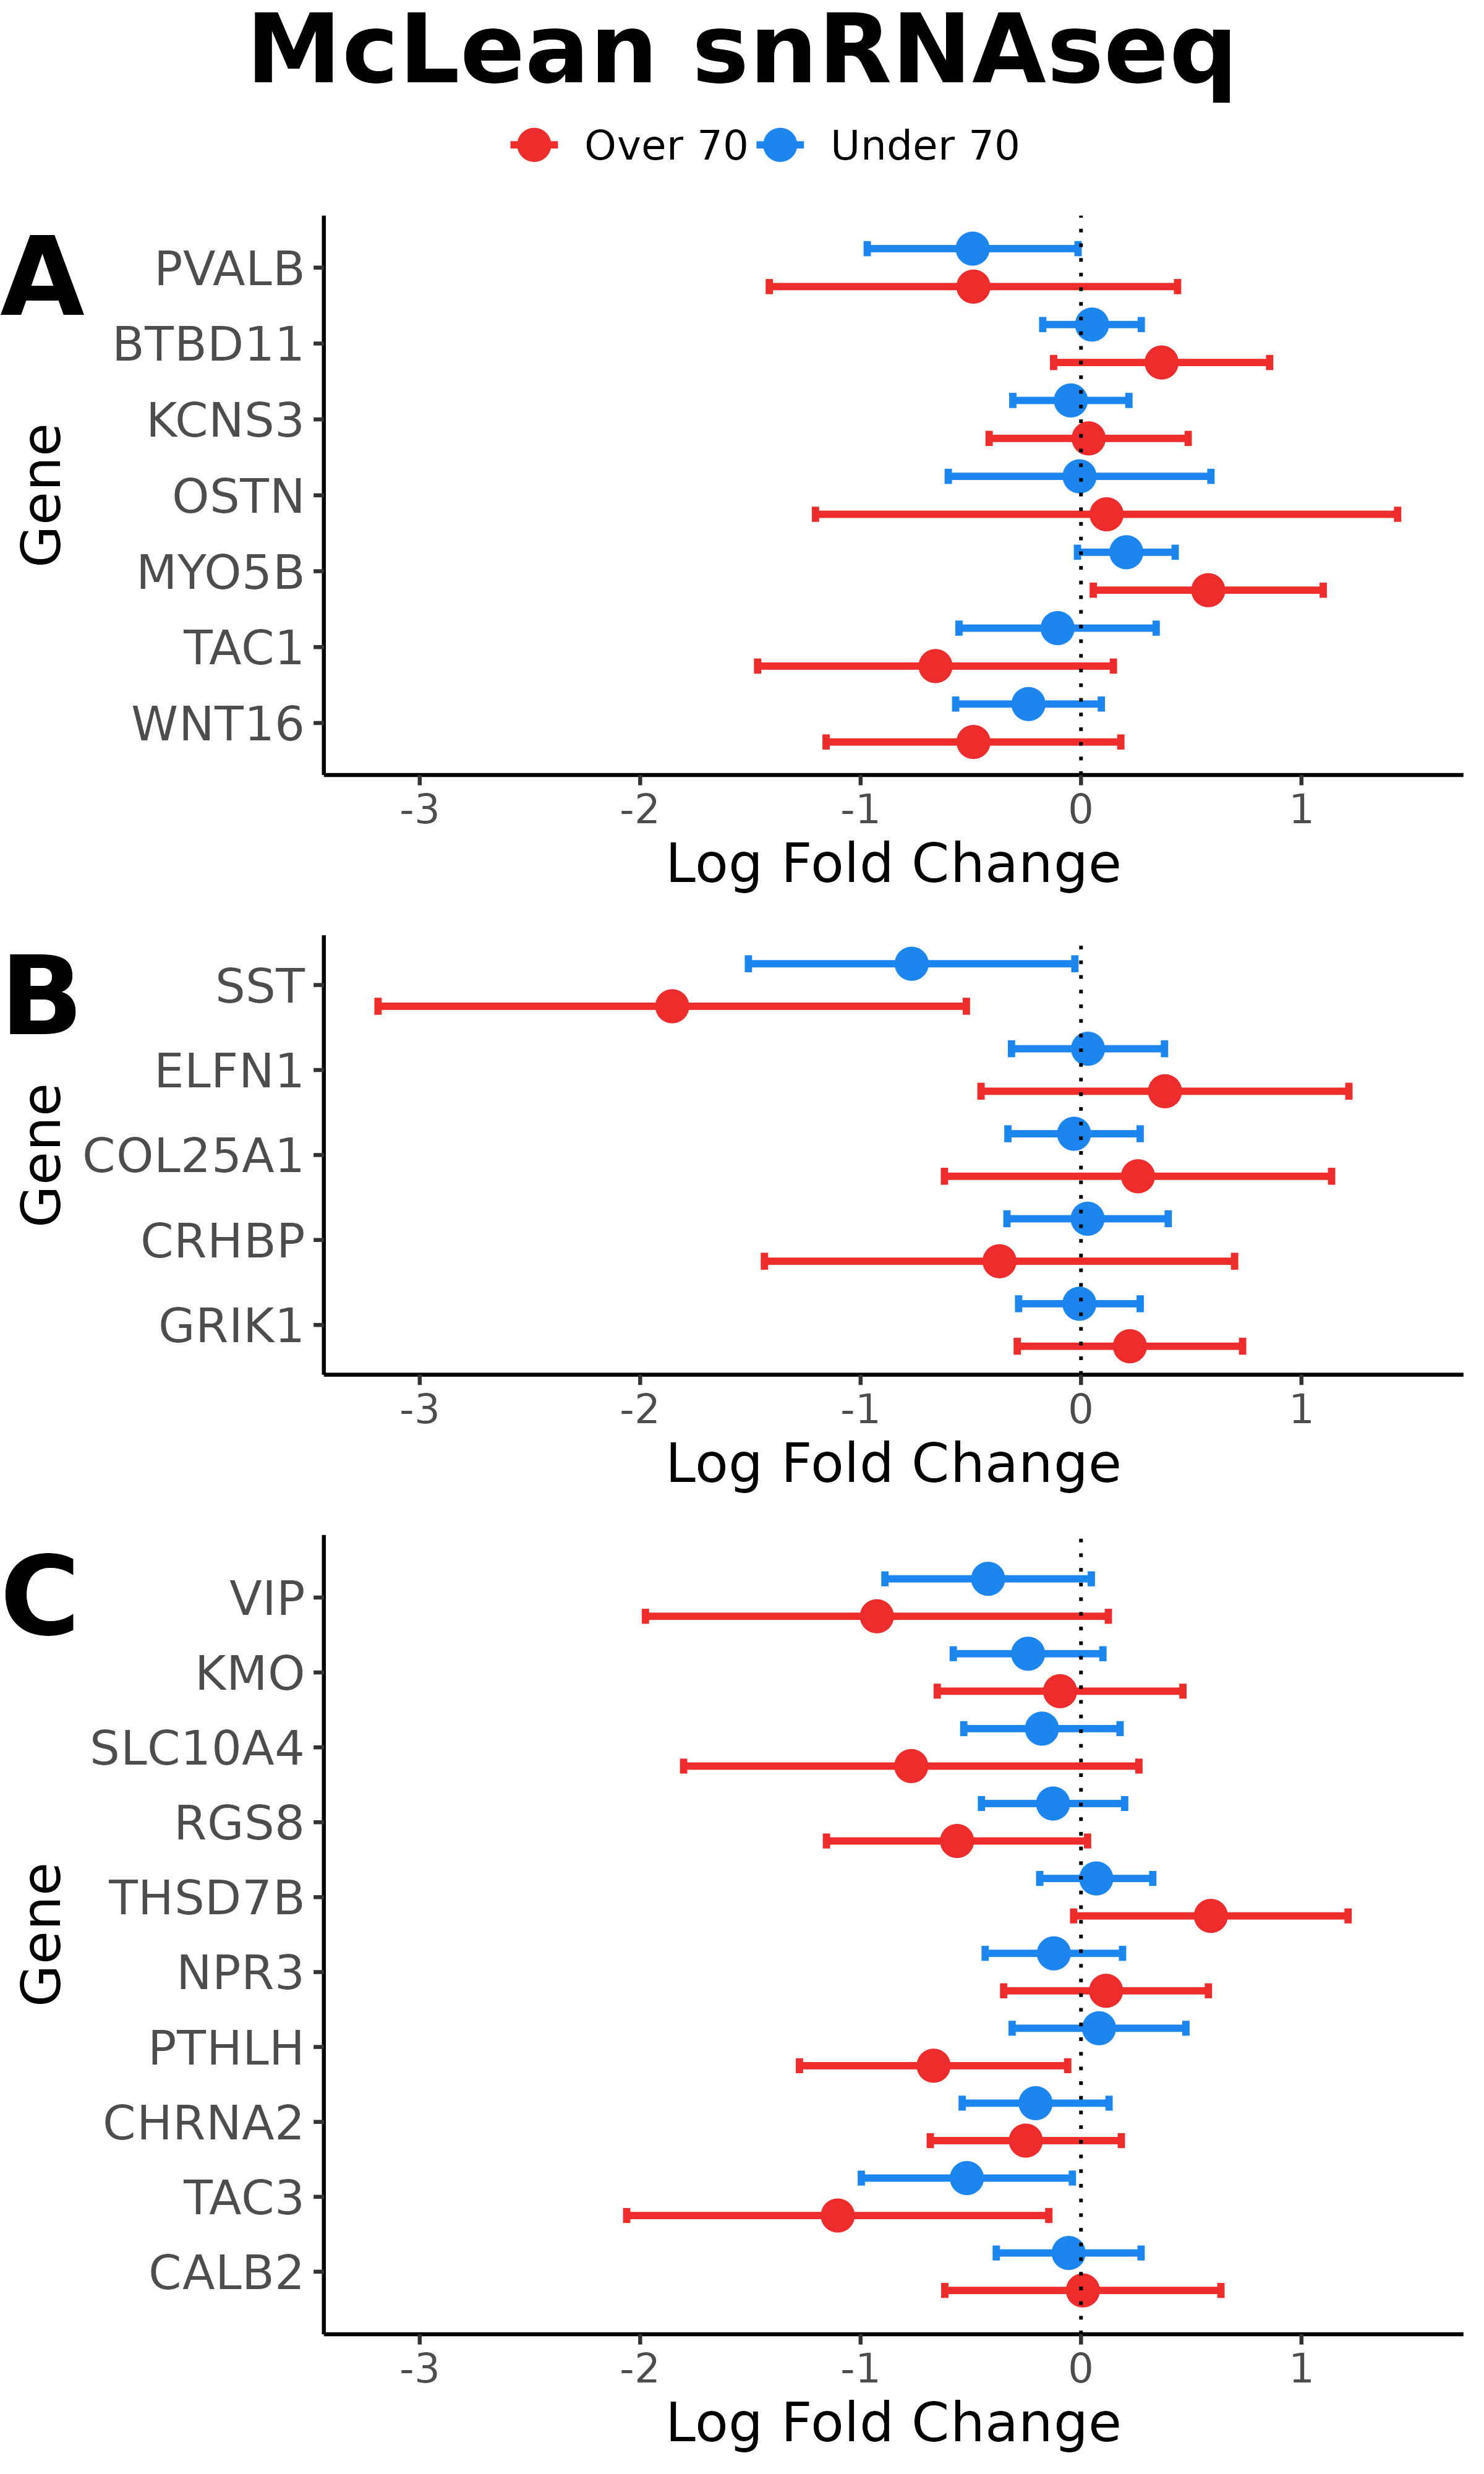 McLean snRNAseq
Over 70 Under 70
A
Gene
PVALB
BTBD11
KCNS3
OSTN
MYO5B
TAC1
WNT16
-3 -2 -1 0 1
Log Fold Change
B
Gene
SST
ELFN1
COL25A1
CRHBP
GRIK1
-3 -2 -1 0 1
Log Fold Change
C
Gene
VIP
KMO
SLC10A4
RGS8
THSD7B
NPR3
PTHLH
CHRNA2
TAC3
CALB2
-3 -2 -1 0 1
Log Fold Change